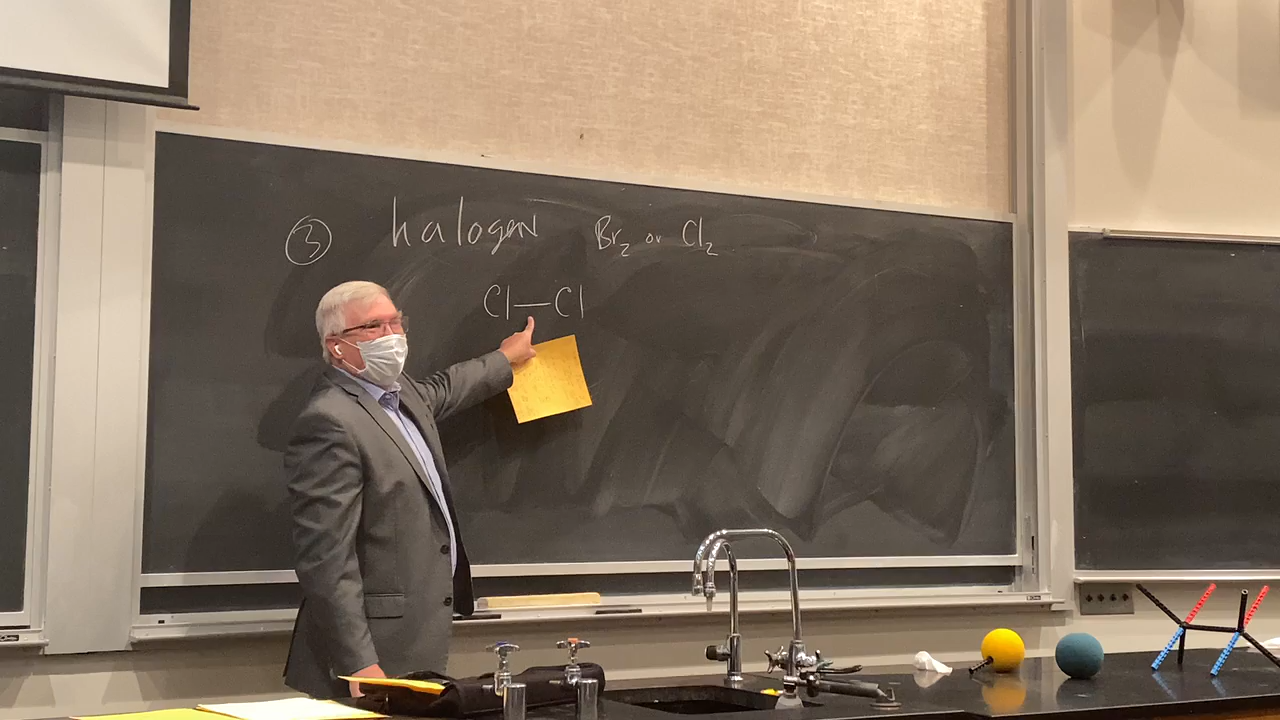 ③ halogen Br₂ or Cl₂
Cl—Cl